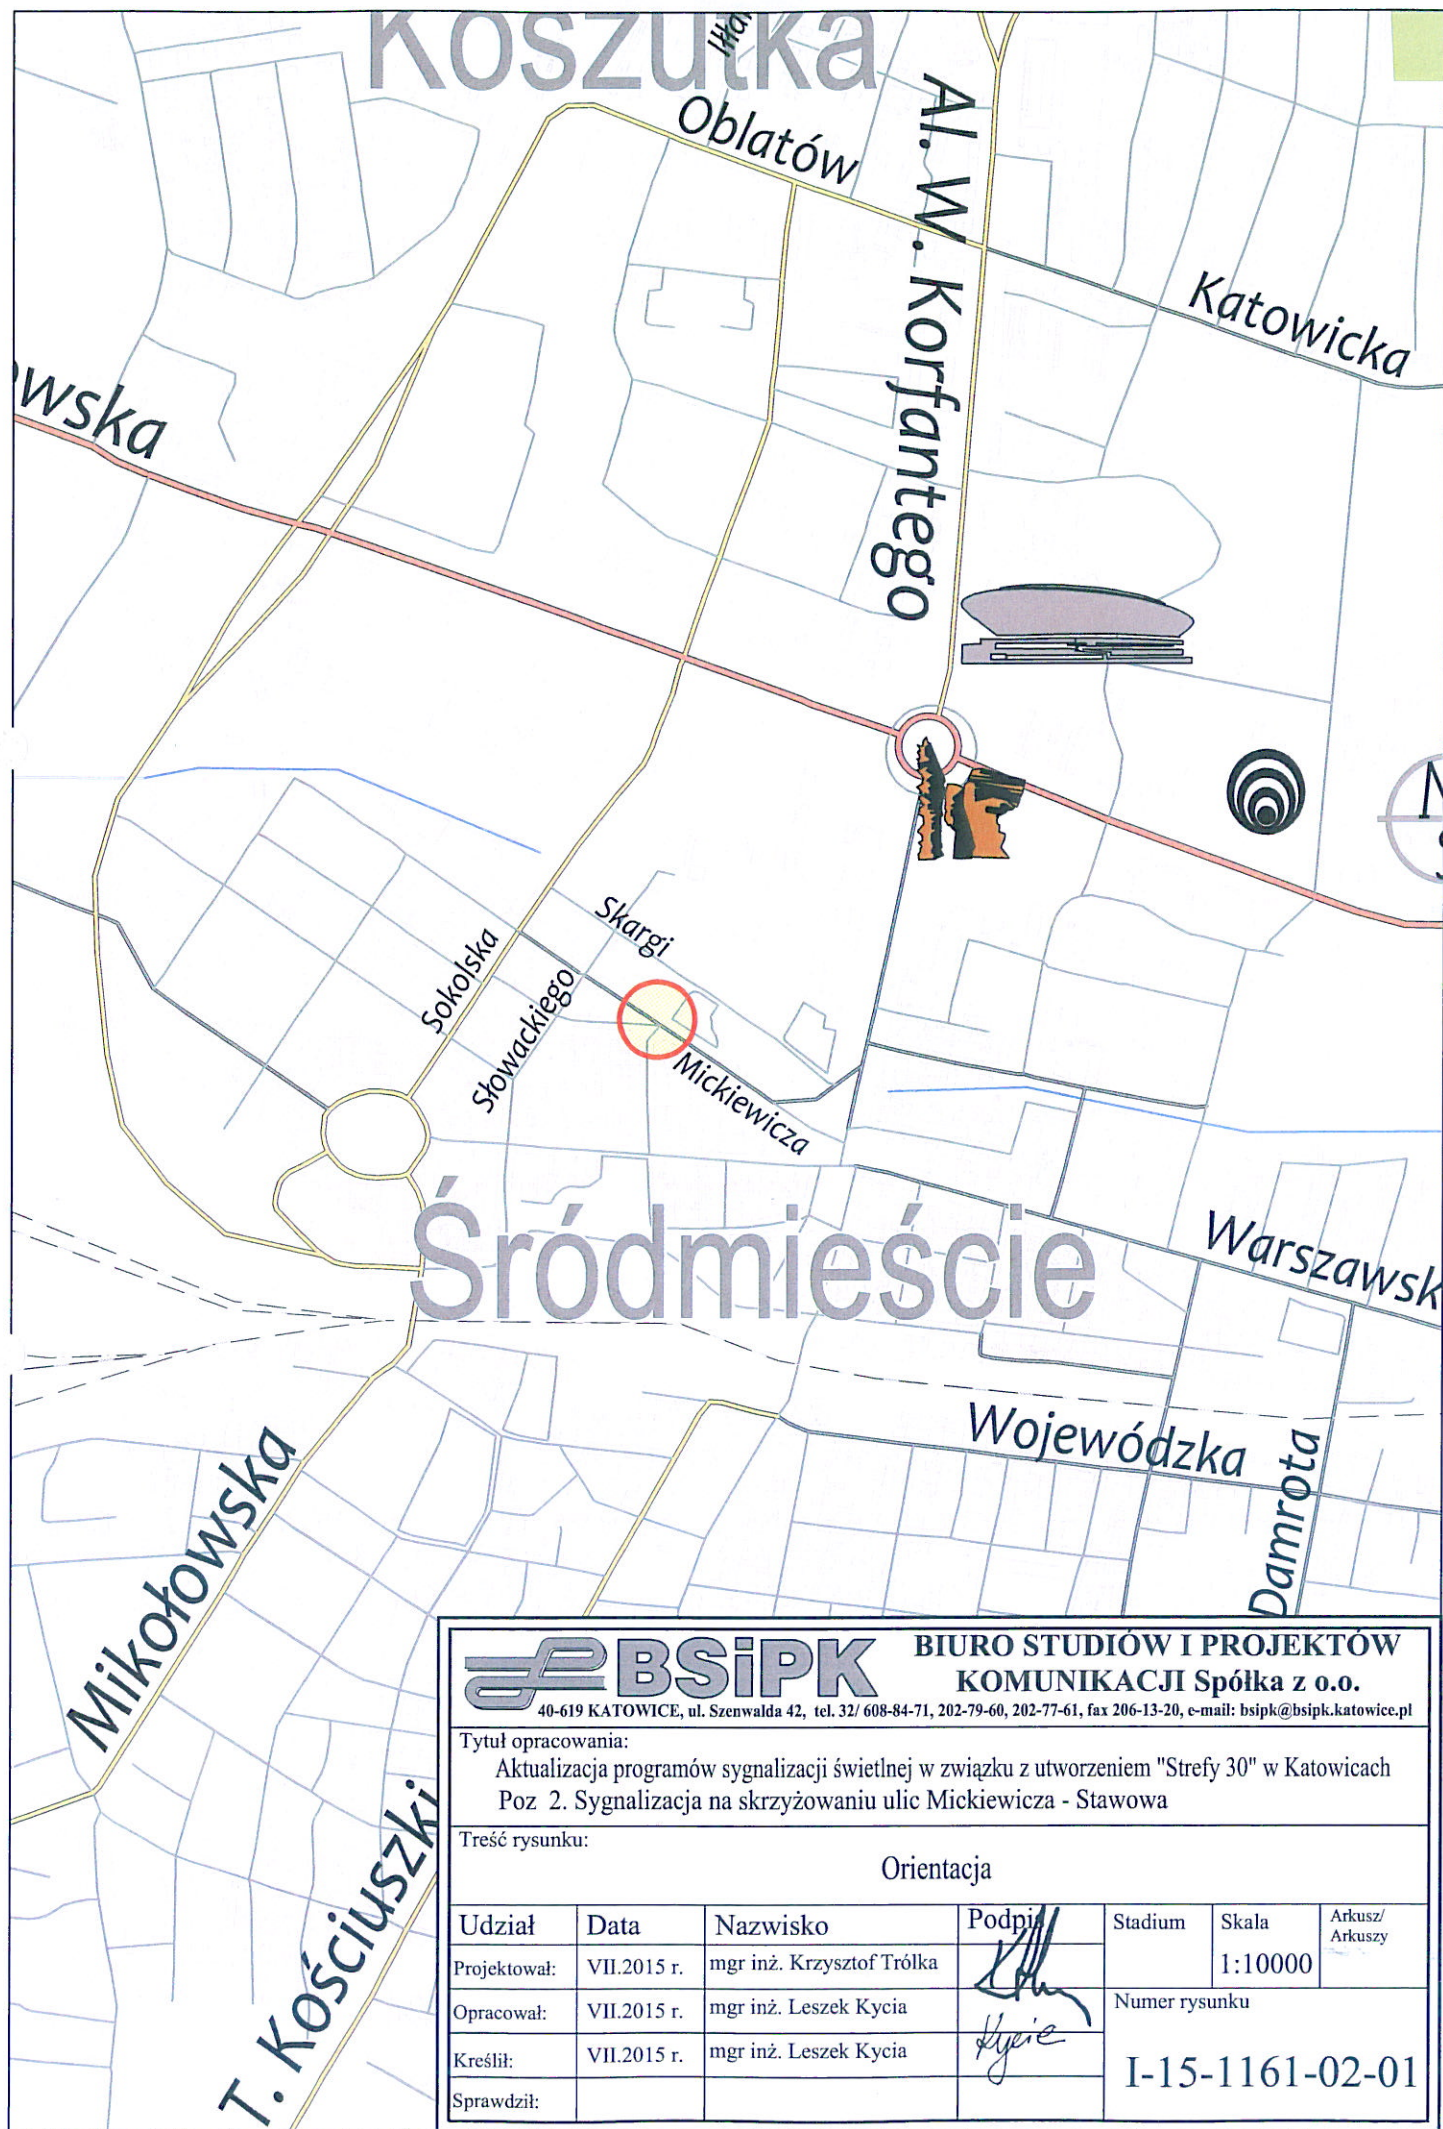 Koszutka
Oblatów
Al. W. Korfantego
Katowicka
wska
Skargi
Sokolska
Słowackiego
Mickiewicza
Śródmieście
Warszawsk
Wojewódzka
Damrota
Mikołowska
T. Kościuszki
BSiPK
BIURO STUDIÓW I PROJEKTÓW
KOMUNIKACJI Spółka z o.o.
40-619 KATOWICE, ul. Szenwalda 42, tel. 32/ 608-84-71, 202-79-60, 202-77-61, fax 206-13-20, e-mail: bsipk@bsipk.katowice.pl
Tytuł opracowania:
Aktualizacja programów sygnalizacji świetlnej w związku z utworzeniem "Strefy 30" w Katowicach
Poz 2. Sygnalizacja na skrzyżowaniu ulic Mickiewicza - Stawowa
Treść rysunku:
Orientacja
Udział Data Nazwisko Podpis Stadium Skala Arkusz/
Arkuszy
1:10000
Projektował: VII.2015 r. mgr inż. Krzysztof Trólka
Opracował: VII.2015 r. mgr inż. Leszek Kycia
Numer rysunku
Kreślił: VII.2015 r. mgr inż. Leszek Kycia
Kycia
I-15-1161-02-01
Sprawdził: